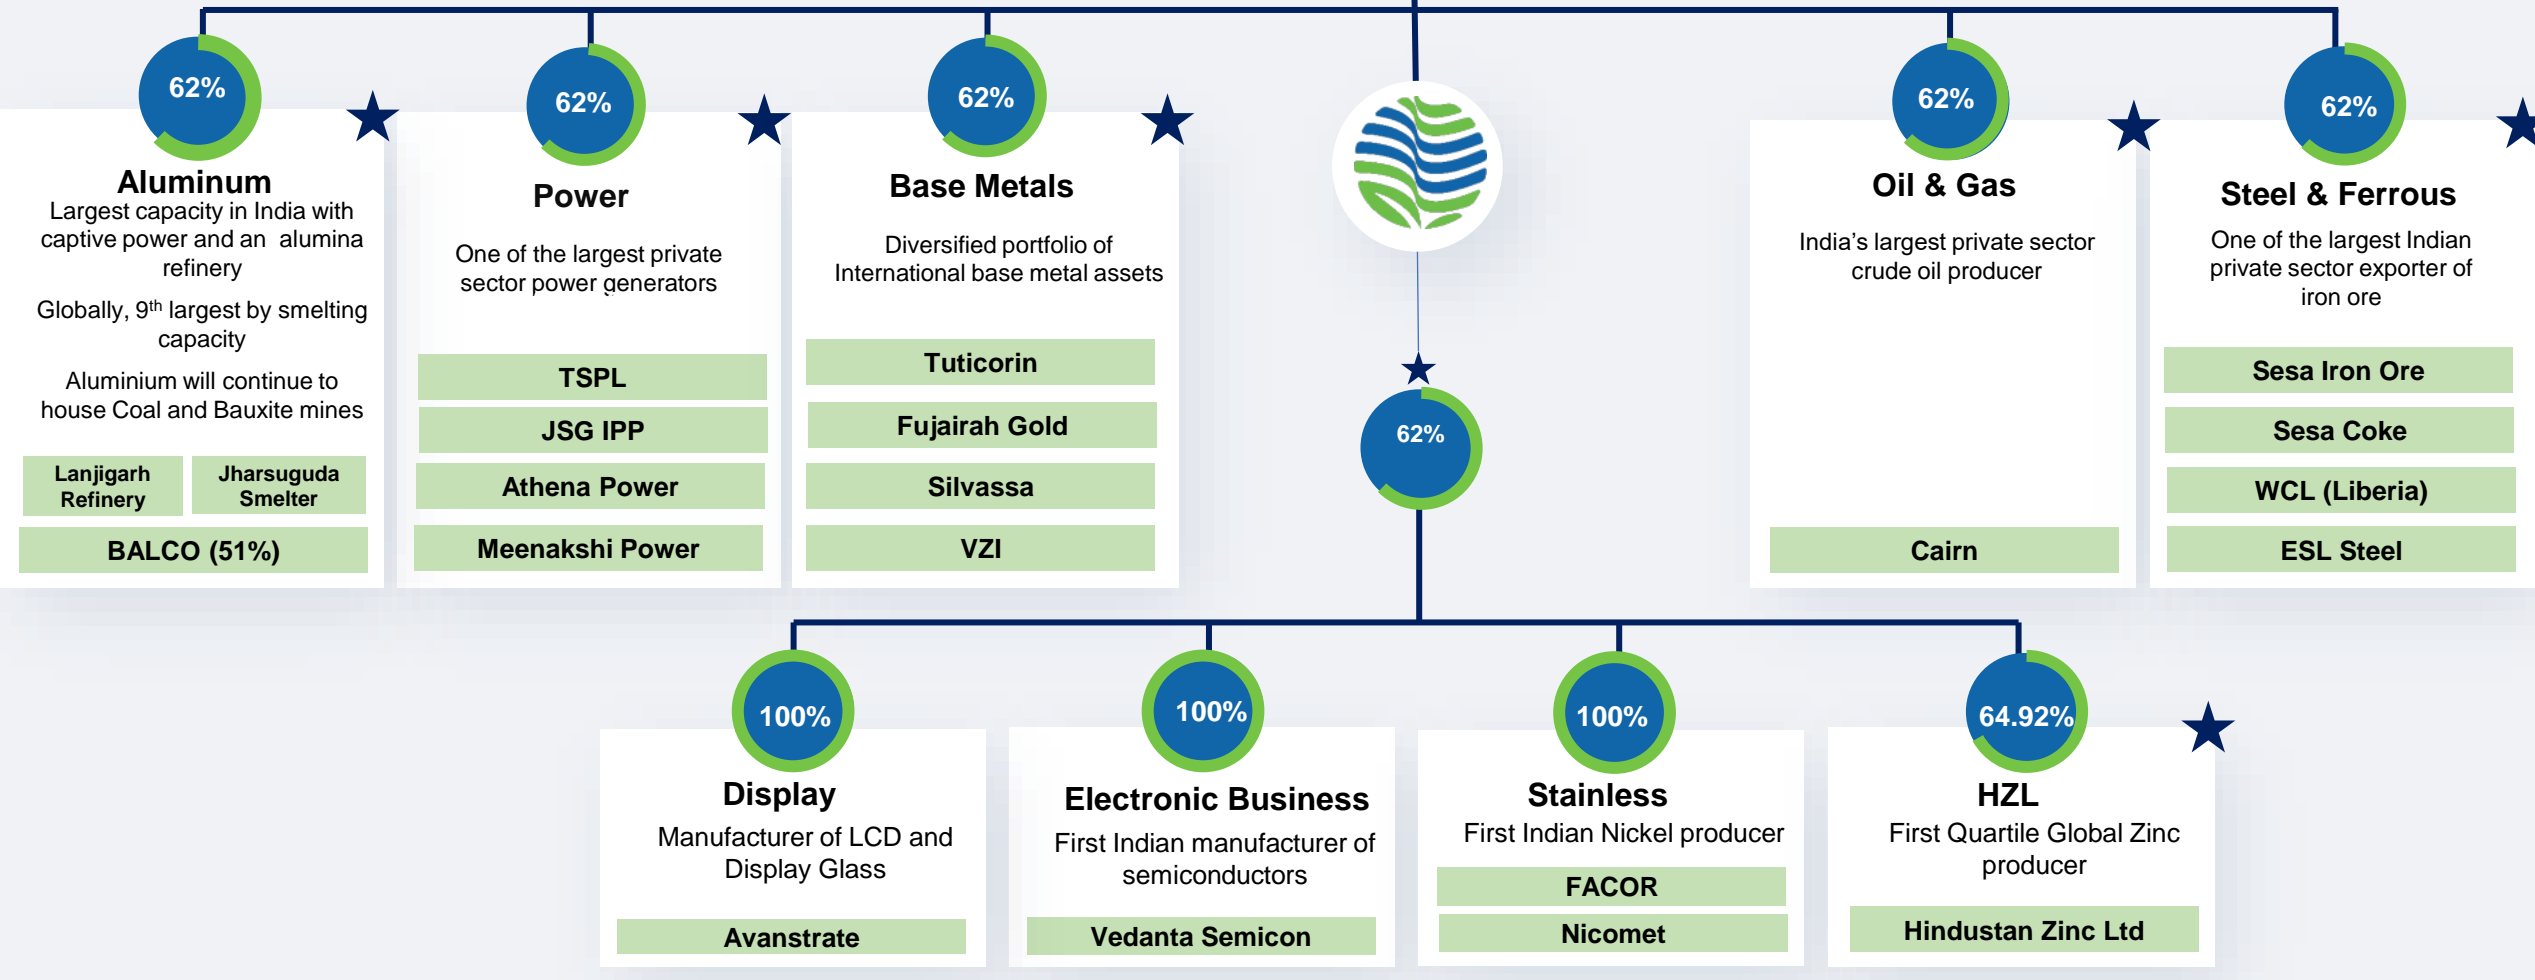 62%
Aluminum
Largest capacity in India with
captive power and an alumina
refinery
Globally, 9th largest by smelting
capacity
Aluminium will continue to
house Coal and Bauxite mines
Lanjigarh
Refinery
Jharsuguda
Smelter
BALCO (51%)
62%
Power
One of the largest private
sector power generators
TSPL
JSG IPP
Athena Power
Meenakshi Power
62%
Base Metals
Diversified portfolio of
International base metal assets
Tuticorin
Fujairah Gold
Silvassa
VZI
62%
62%
Oil & Gas
India’s largest private sector
crude oil producer
Cairn
62%
Steel & Ferrous
One of the largest Indian
private sector exporter of
iron ore
Sesa Iron Ore
Sesa Coke
WCL (Liberia)
ESL Steel
100%
Display
Manufacturer of LCD and
Display Glass
Avanstrate
100%
Electronic Business
First Indian manufacturer of
semiconductors
Vedanta Semicon
100%
Stainless
First Indian Nickel producer
FACOR
Nicomet
64.92%
HZL
First Quartile Global Zinc
producer
Hindustan Zinc Ltd